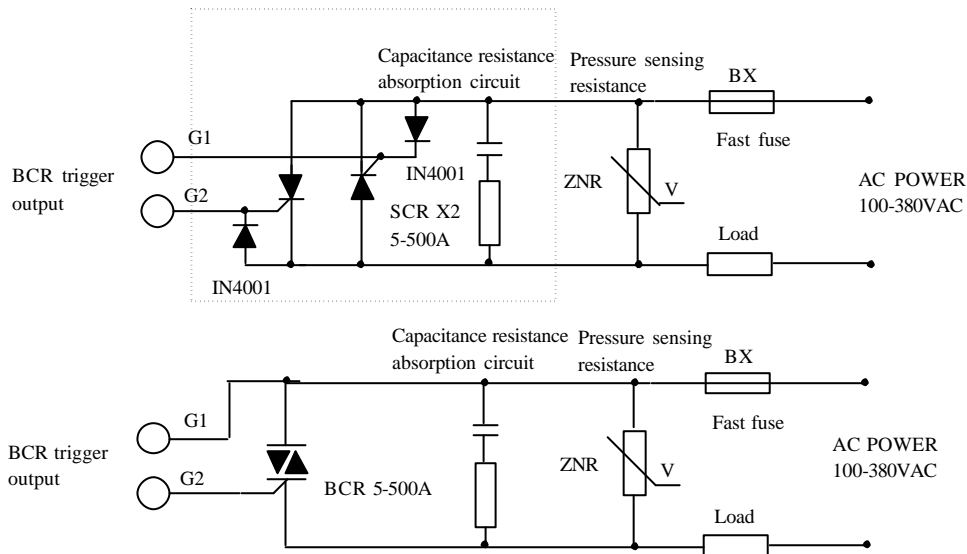 Capacitance resistance
absorption circuit
Pressure sensing
resistance
BX
Fast fuse
G1
BCR trigger
output
G2
IN4001
SCR X2
5-500A
ZNR
V
AC POWER
100-380VAC
Load
IN4001
Capacitance resistance
absorption circuit
Pressure sensing
resistance
BX
Fast fuse
G1
BCR trigger
output
G2
BCR 5-500A
ZNR
V
AC POWER
100-380VAC
Load